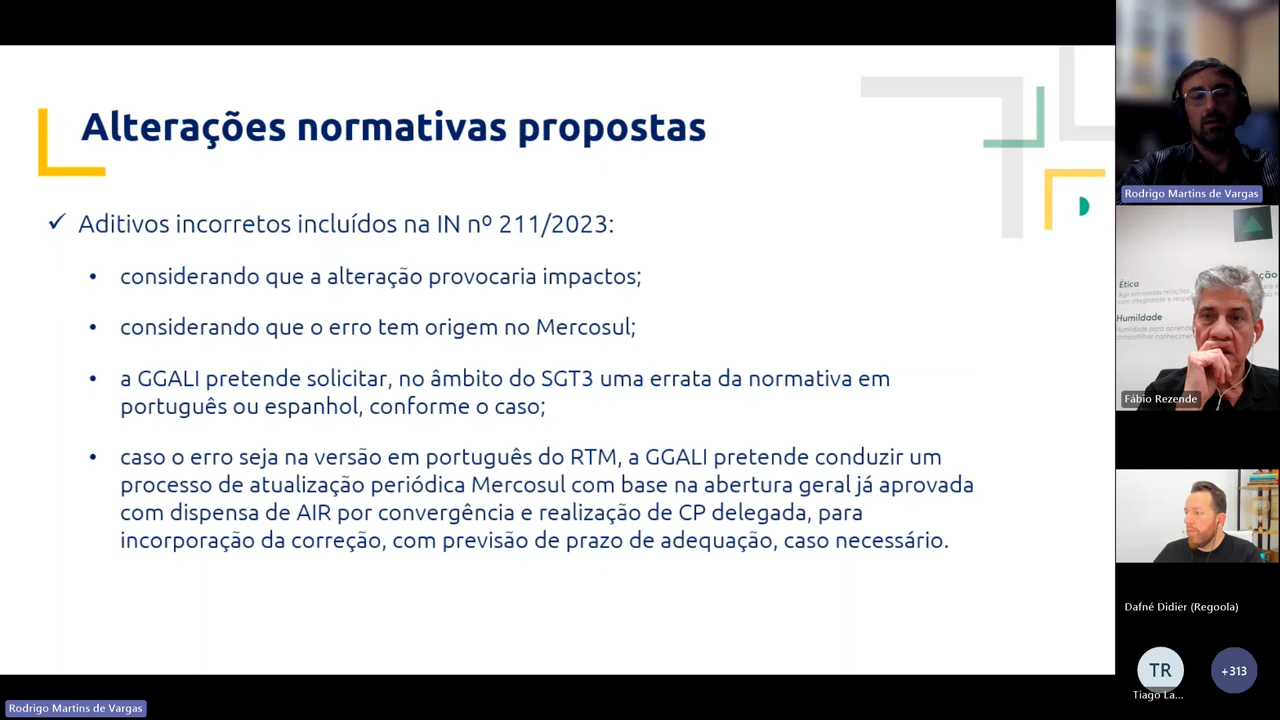 Alterações normativas propostas
✓ Aditivos incorretos incluídos na IN nº 211/2023:
• considerando que a alteração provocaria impactos;
• considerando que o erro tem origem no Mercosul;
• a GGALI pretende solicitar, no âmbito do SGT3 uma errata da normativa em
português ou espanhol, conforme o caso;
• caso o erro seja na versão em português do RTM, a GGALI pretende conduzir um
processo de atualização periódica Mercosul com base na abertura geral já aprovada
com dispensa de AIR por convergência e realização de CP delegada, para
incorporação da correção, com previsão de prazo de adequação, caso necessário.
Rodrigo Martins de Vargas
Ética
Humildade
Fábio Rezende
Dafné Didier (Regoola)
TR
+313
Tiago La...
Rodrigo Martins de Vargas